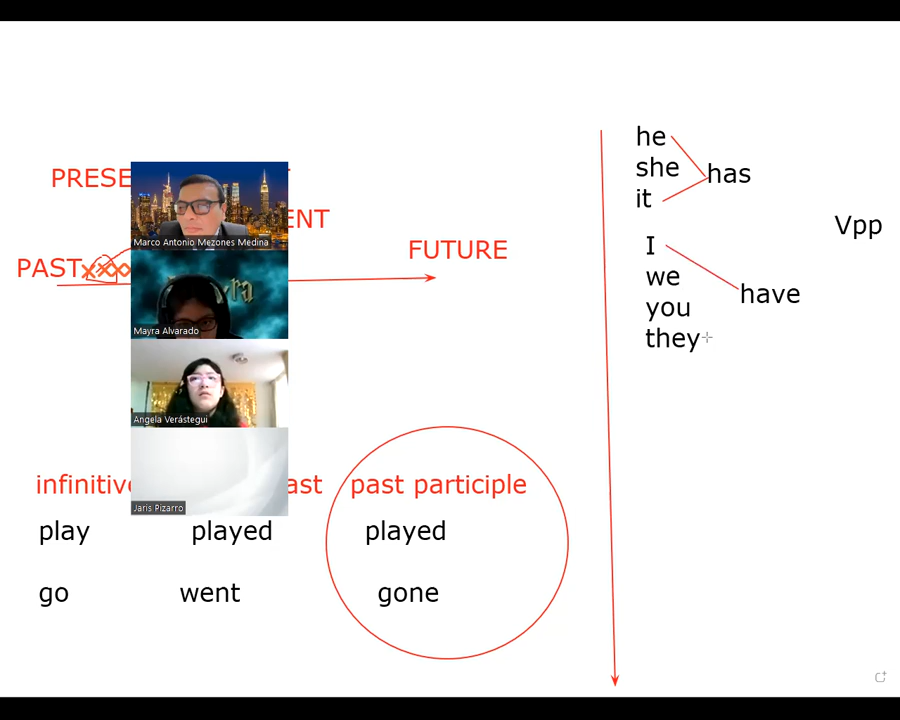 PRESE
ENT
PAST
FUTURE
Marco Antonio Mezones Medina
Mayra Alvarado
Angela Verástegui
Jaris Pizarro
infinitive ast past participle
play played played
go went gone
he
she
it
has
I
we
you
they
have
Vpp